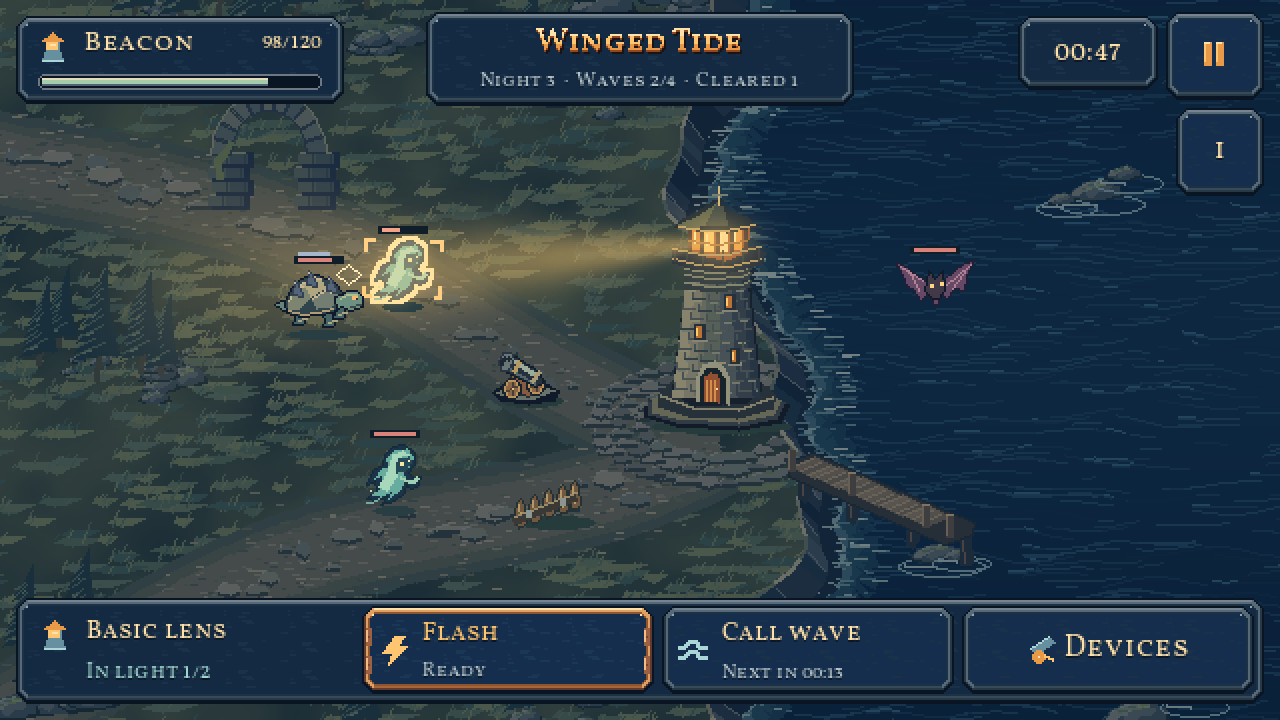 BEACON 98/120
WINGED TIDE
NIGHT 3 · WAVES 2/4 · CLEARED 1
00:47
I
BASIC LENS
IN LIGHT 1/2
FLASH
READY
CALL WAVE
NEXT IN 00:13
DEVICES